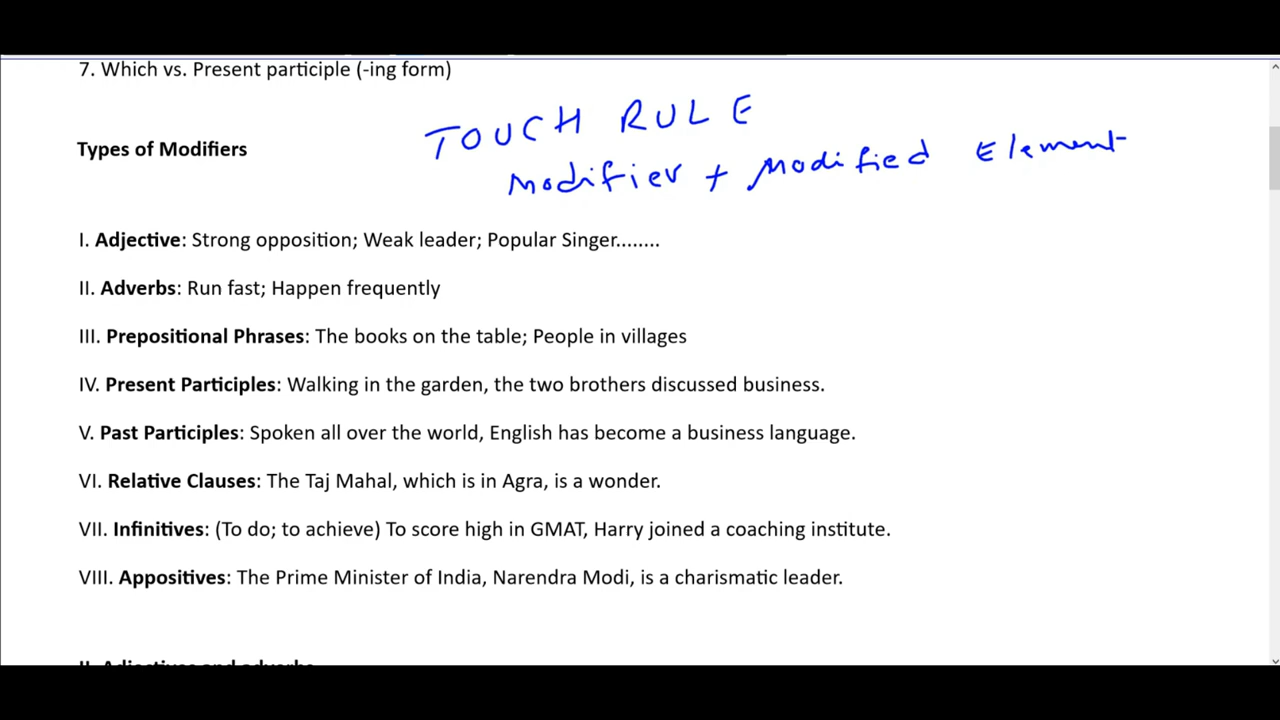 7. Which vs. Present participle (-ing form)
TOUCH RULE
Types of Modifiers
Modifier + Modified Element
I. Adjective: Strong opposition; Weak leader; Popular Singer........
II. Adverbs: Run fast; Happen frequently
III. Prepositional Phrases: The books on the table; People in villages
IV. Present Participles: Walking in the garden, the two brothers discussed business.
V. Past Participles: Spoken all over the world, English has become a business language.
VI. Relative Clauses: The Taj Mahal, which is in Agra, is a wonder.
VII. Infinitives: (To do; to achieve) To score high in GMAT, Harry joined a coaching institute.
VIII. Appositives: The Prime Minister of India, Narendra Modi, is a charismatic leader.
II. Adjectives and adverbs